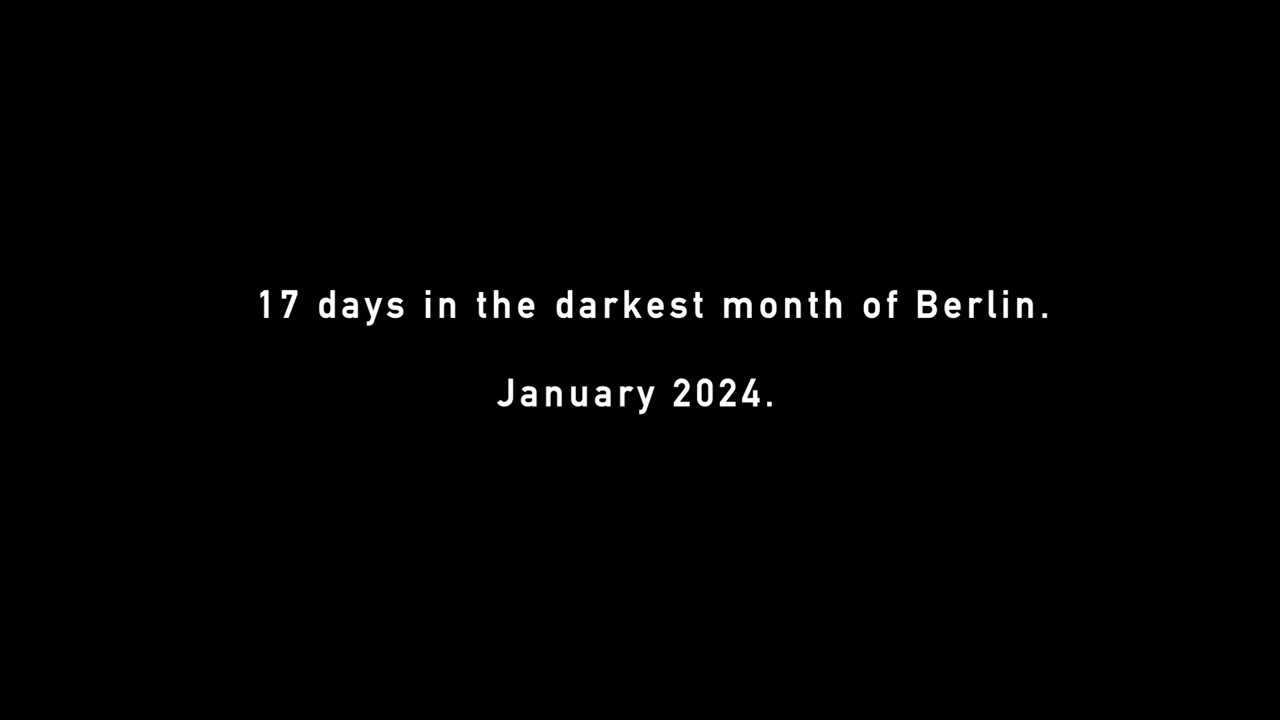 17 days in the darkest month of Berlin.
January 2024.